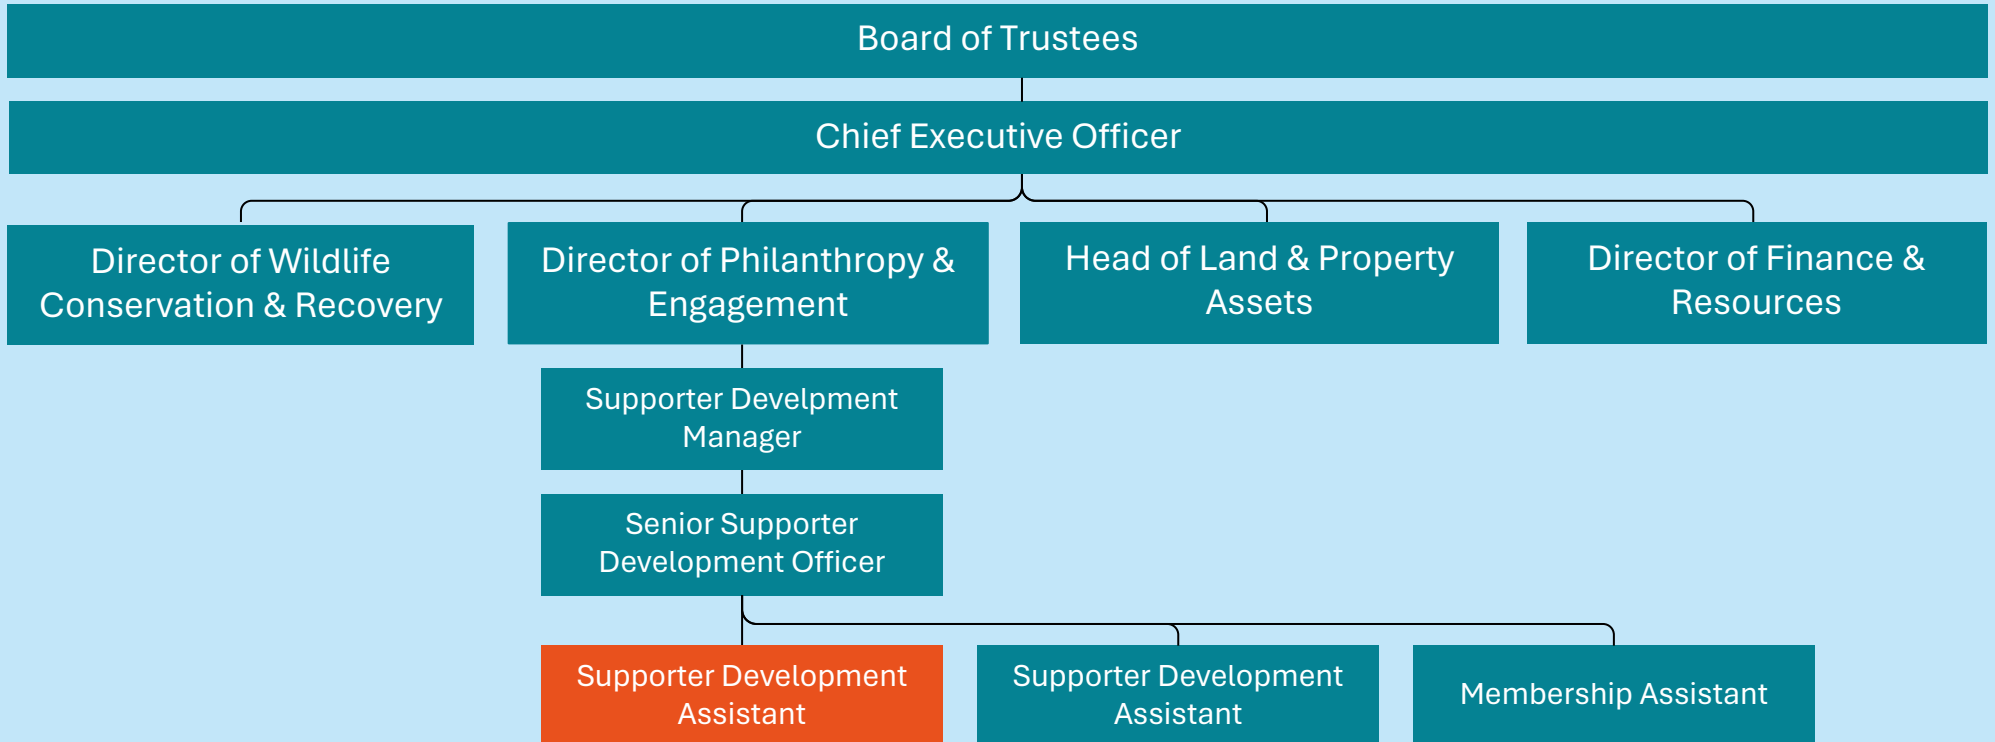 Board of Trustees
Chief Executive Officer
Director of Wildlife
Conservation & Recovery
Director of Philanthropy &
Engagement
Head of Land & Property
Assets
Director of Finance &
Resources
Supporter Develpment
Manager
Senior Supporter
Development Officer
Supporter Development
Assistant
Supporter Development
Assistant
Membership Assistant